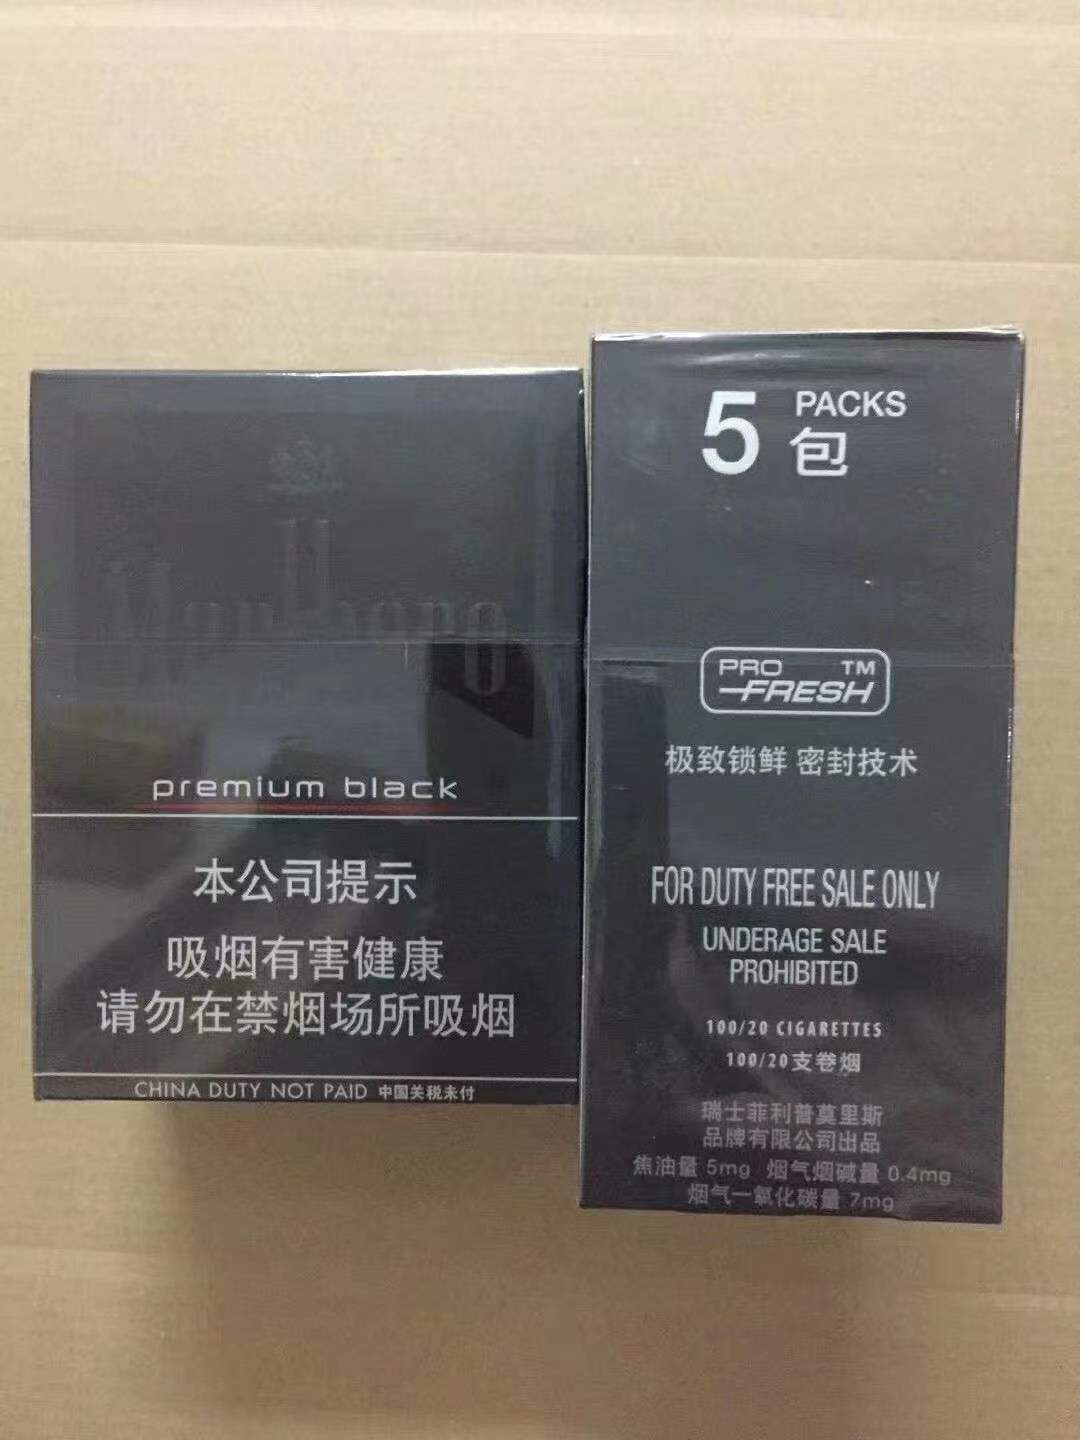 Marlboro
premium black
本公司提示
吸烟有害健康
请勿在禁烟场所吸烟
CHINA DUTY NOT PAID 中国关税未付
5 PACKS
包
PRO TM
FRESH
极致锁鲜 密封技术
FOR DUTY FREE SALE ONLY
UNDERAGE SALE
PROHIBITED
100/20 CIGARETTES
100/20支卷烟
瑞士菲利普莫里斯
品牌有限公司出品
焦油量 5mg 烟气烟碱量 0.4mg
烟气一氧化碳量 7mg